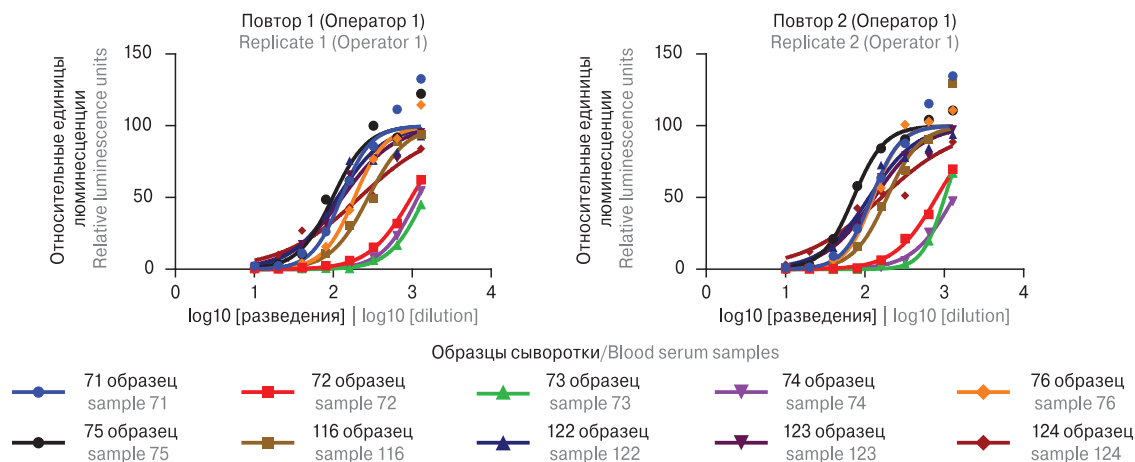 Повтор 1 (Оператор 1)
Replicate 1 (Operator 1)
Относительные единицы
люминесценции
Relative luminescence units
150
100
50
0
0
1
2
3
4
log10 [разведения] | log10 [dilution]
Повтор 2 (Оператор 1)
Replicate 2 (Operator 1)
Относительные единицы
люминесценции
Relative luminescence units
150
100
50
0
0
1
2
3
4
log10 [разведения] | log10 [dilution]
Образцы сыворотки/Blood serum samples
71 образец
sample 71
72 образец
sample 72
73 образец
sample 73
74 образец
sample 74
76 образец
sample 76
75 образец
sample 75
116 образец
sample 116
122 образец
sample 122
123 образец
sample 123
124 образец
sample 124